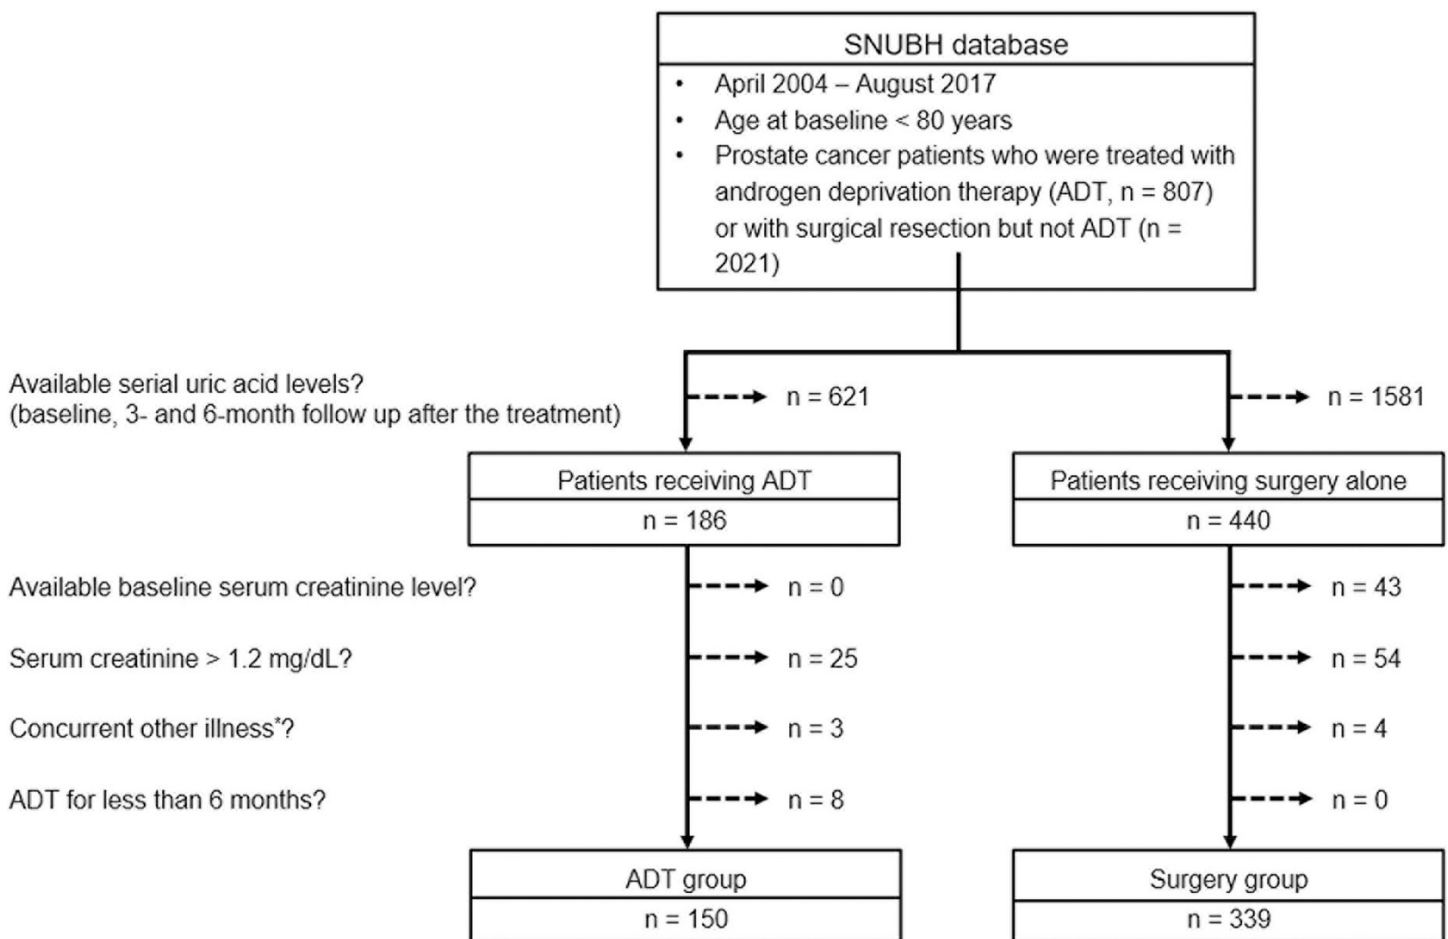 SNUBH database
• April 2004 – August 2017
• Age at baseline < 80 years
• Prostate cancer patients who were treated with
androgen deprivation therapy (ADT, n = 807)
or with surgical resection but not ADT (n =
2021)
Available serial uric acid levels?
(baseline, 3- and 6-month follow up after the treatment)
n = 621
n = 1581
Patients receiving ADT
n = 186
Patients receiving surgery alone
n = 440
Available baseline serum creatinine level?
n = 0
n = 43
Serum creatinine > 1.2 mg/dL?
n = 25
n = 54
Concurrent other illness*?
n = 3
n = 4
ADT for less than 6 months?
n = 8
n = 0
ADT group
n = 150
Surgery group
n = 339